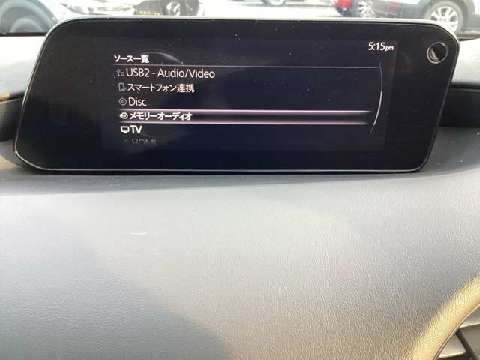 5:15pm
ソース一覧
USB2 - Audio/Video
スマートフォン連携
Disc
メモリーオーディオ
TV